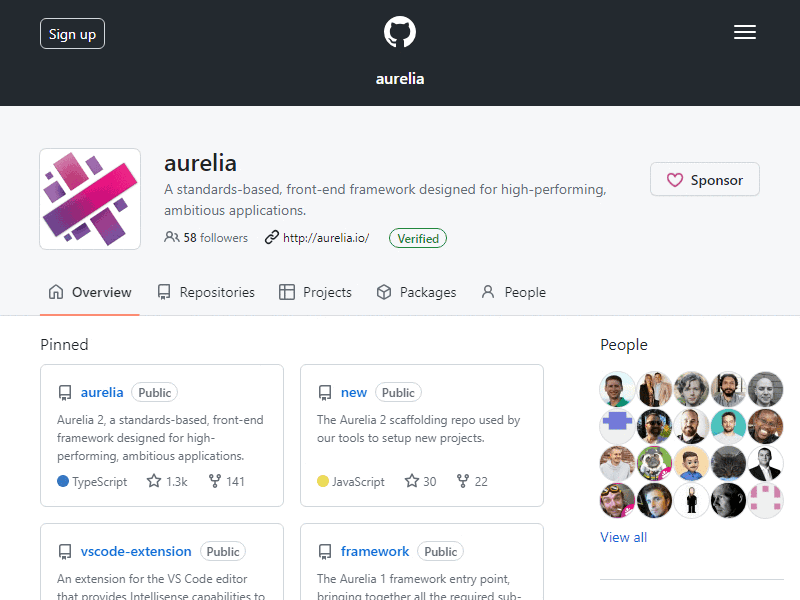 Sign up
aurelia
aurelia
A standards-based, front-end framework designed for high-performing,
ambitious applications.
58 followers http://aurelia.io/ Verified
Sponsor
Overview Repositories Projects Packages People
Pinned
aurelia Public
Aurelia 2, a standards-based, front-end
framework designed for high-
performing, ambitious applications.
TypeScript 1.3k 141
new Public
The Aurelia 2 scaffolding repo used by
our tools to setup new projects.
JavaScript 30 22
vscode-extension Public
An extension for the VS Code editor
that provides Intellisense capabilities to
framework Public
The Aurelia 1 framework entry point,
bringing together all the required sub-
People
View all